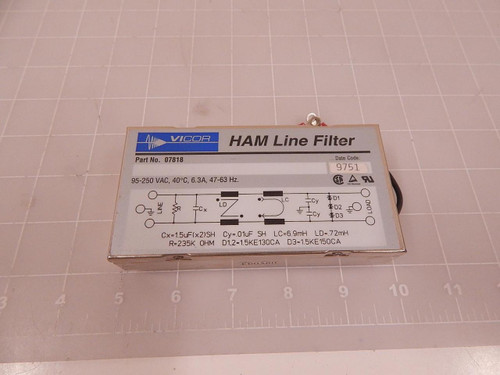 VICOR
HAM Line Filter
Part No. 07818
Date Code:
9751
95-250 VAC, 40°C, 6.3A, 47-63 Hz.
LINE
R
Cx
LD
LC
Cy
Cy
D1
D2
D3
LOAD
Cx=1.5uF(x2)SH Cy=.01uF SH LC=6.9mH LD=.72mH
R=235K OHM D1,2=1.5KE130CA D3=1.5KE150CA
4 5 6 7 8 9 10 11